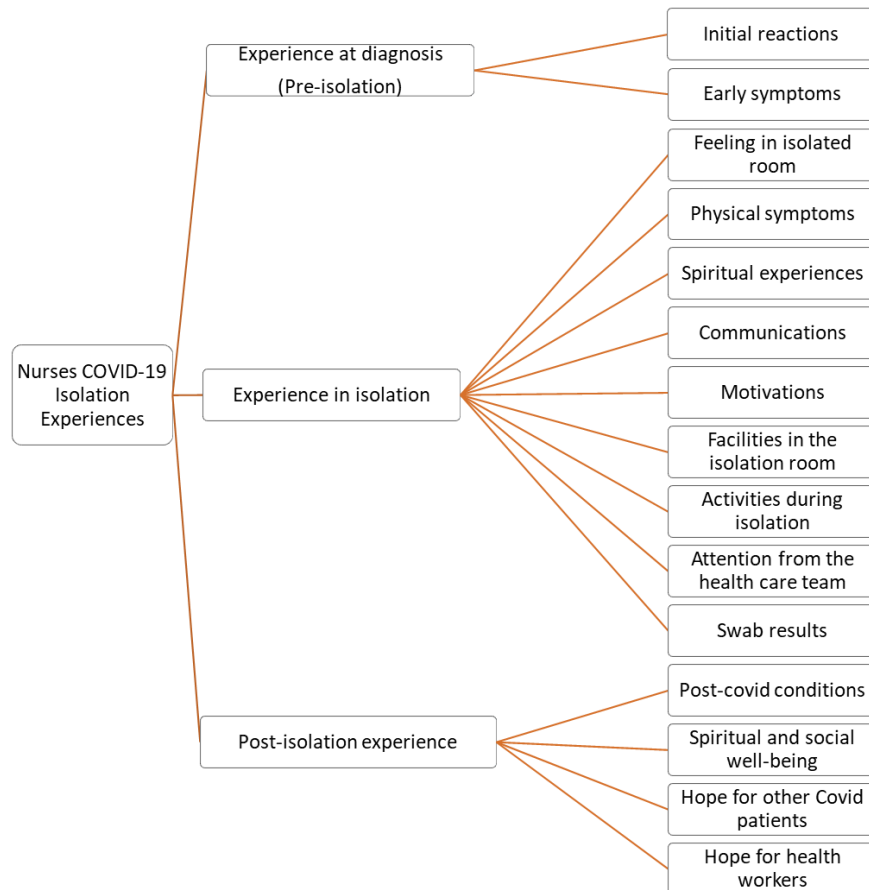 Nurses COVID-19
Isolation
Experiences
Experience at diagnosis
(Pre-isolation)
Initial reactions
Early symptoms
Experience in isolation
Feeling in isolated
room
Physical symptoms
Spiritual experiences
Communications
Motivations
Facilities in the
isolation room
Activities during
isolation
Attention from the
health care team
Swab results
Post-isolation experience
Post-covid conditions
Spiritual and social
well-being
Hope for other Covid
patients
Hope for health
workers